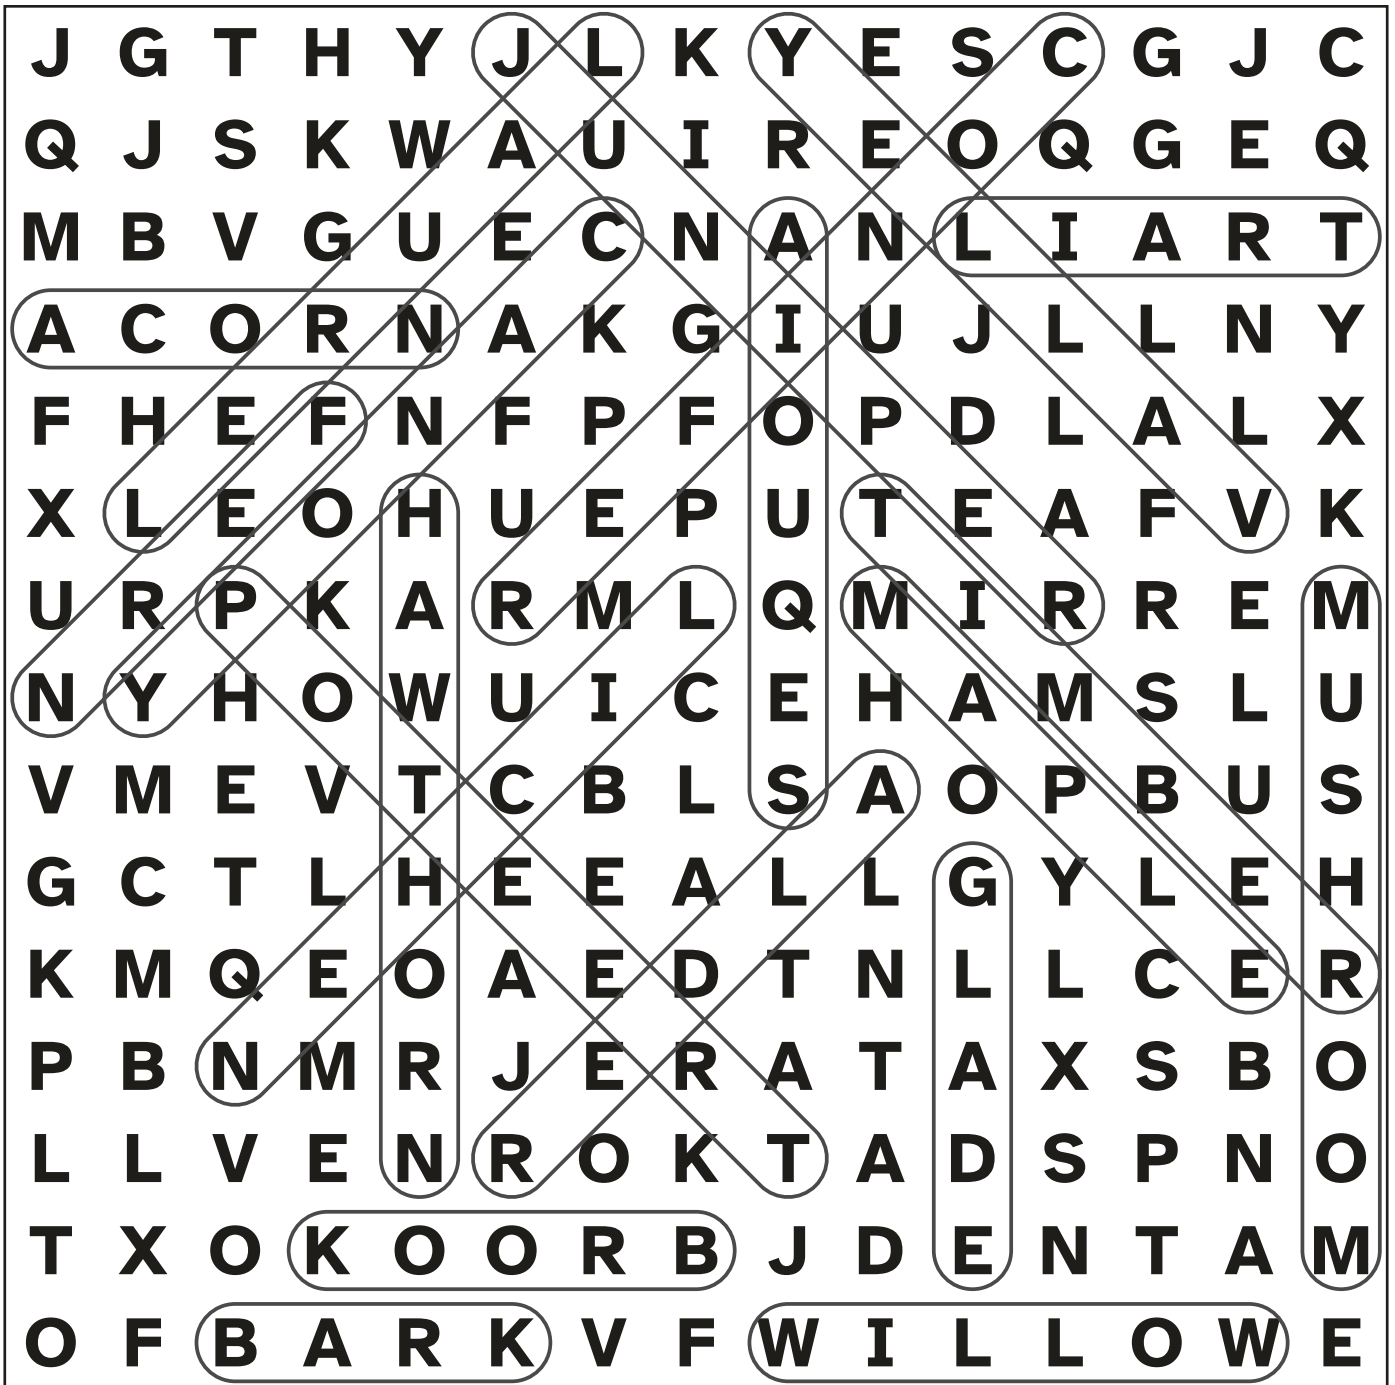 J G T H Y J L K Y E S C G J C
Q J S K W A U I R E O Q G E Q
M B V G U E C N A N L I A R T
A C O R N A K G I U J L L N Y
F H E F N F P F O P D L A L X
X L E O H U E P U T E A F V K
U R P K A R M L Q M I R R E M
N Y H O W U I C E H A M S L U
V M E V T C B L S A O P B U S
G C T L H E E A L L G Y L E H
K M Q E O A E D T N L L C E R
P B N M R J E R A T A X S B O
L L V E N R O K T A D S P N O
T X O K O O R B J D E N T A M
O F B A R K V F W I L L O W E